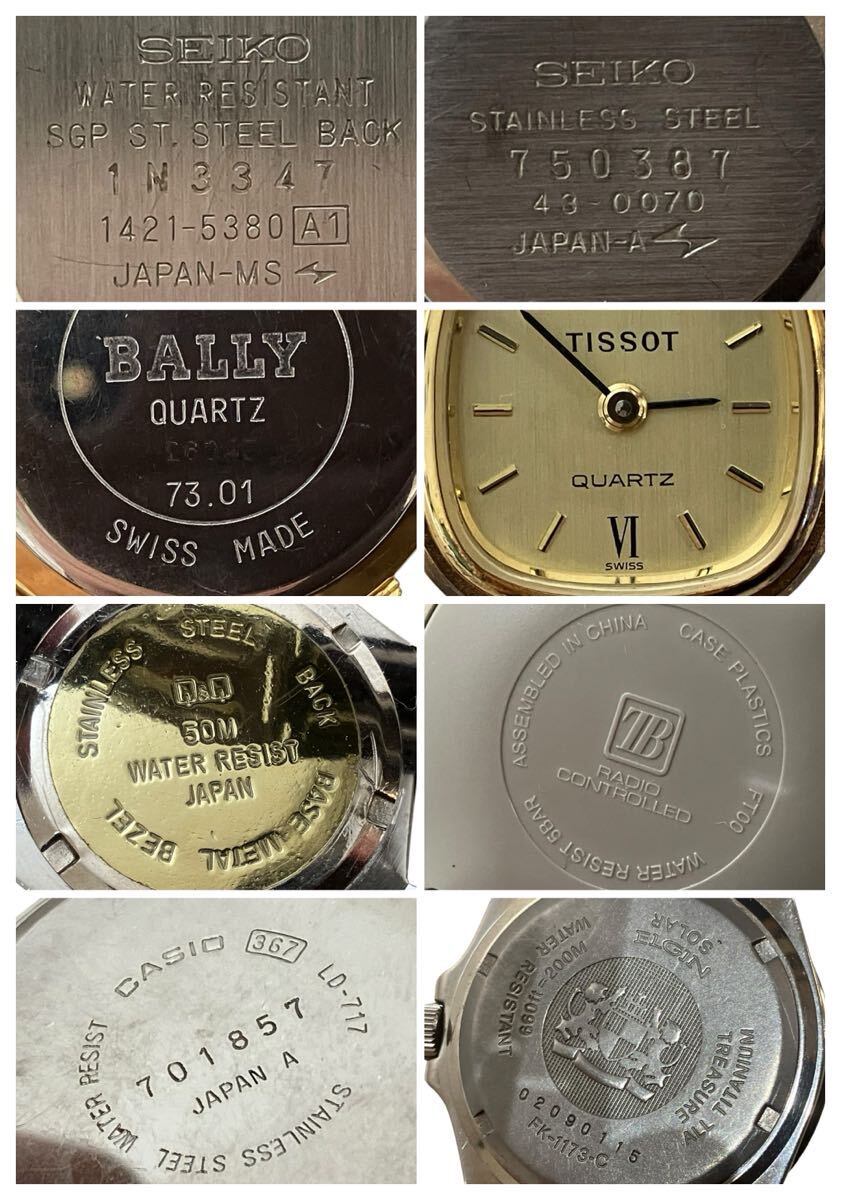 SEIKO
WATER RESISTANT
SGP ST. STEEL BACK
1N3347
1421-5380 A1
JAPAN-MS
SEIKO
STAINLESS STEEL
750387
43-0070
JAPAN-A
BALLY
QUARTZ
73.01
SWISS MADE
TISSOT
QUARTZ
VI
SWISS
STAINLESS STEEL BACK
BASE METAL BEZEL
Q&Q
50M
WATER RESIST
JAPAN
ASSEMBLED IN CHINA
CASE PLASTICS
FT00
WATER RESIST 5BAR
TB
RADIO
CONTROLLED
CASIO 367 LD-717
701857
JAPAN A
STAINLESS STEEL WATER RESIST
ELGIN
SOLAR
660ft-200M
WATER RESISTANT
ALL TITANIUM
TREASURE
02090115
FK-1173-C